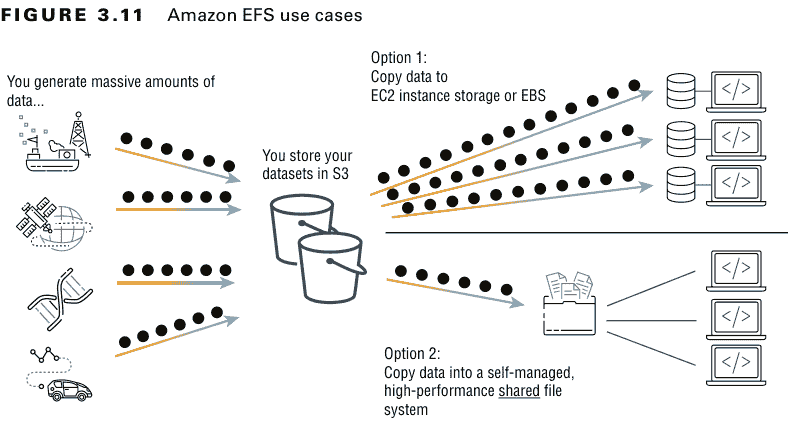 FIGURE 3.11 Amazon EFS use cases
You generate massive amounts of
data...
You store your
datasets in S3
Option 1:
Copy data to
EC2 instance storage or EBS
</>
</>
</>
Option 2:
Copy data into a self-managed,
high-performance shared file
system
</>
</>
</>